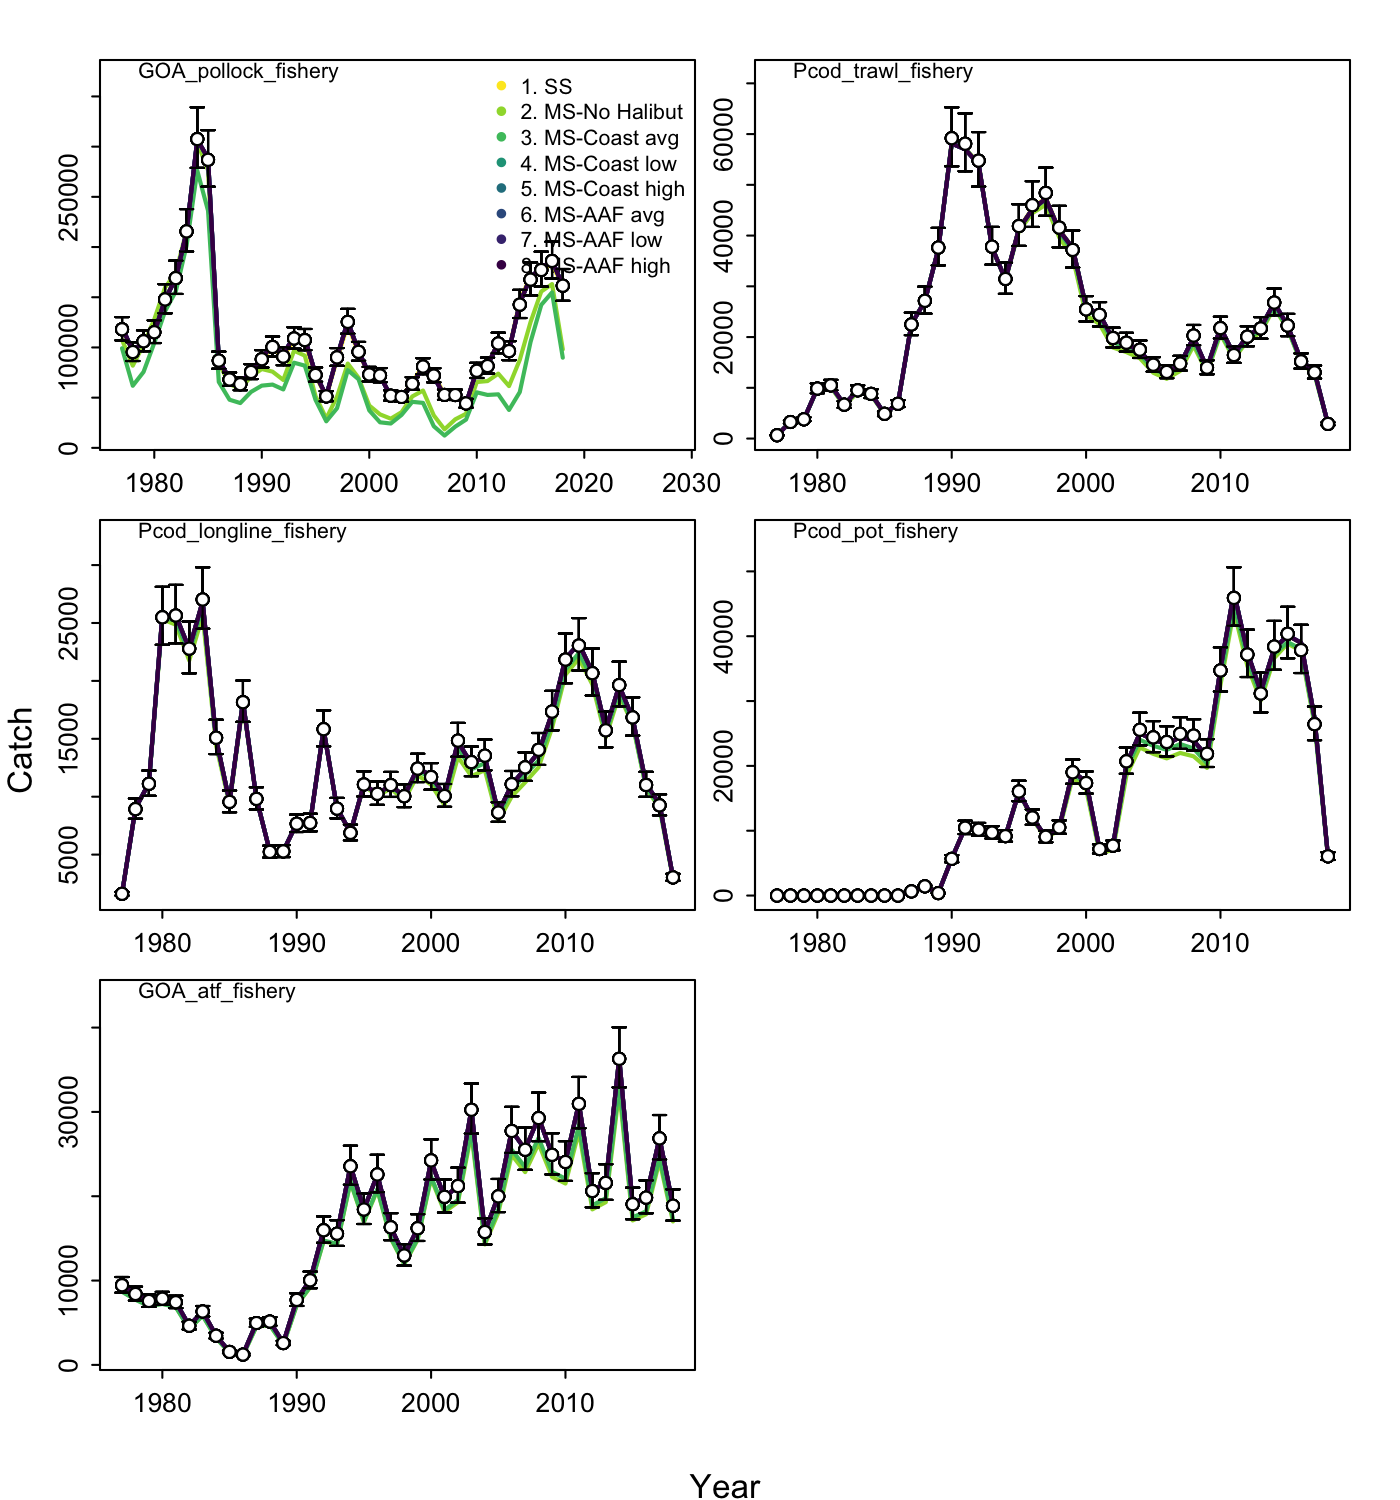 GOA_pollock_fishery
1. SS
2. MS-No Halibut
3. MS-Coast avg
4. MS-Coast low
5. MS-Coast high
6. MS-AAF avg
7. MS-AAF low
MS-AAF high
0
100000
250000
1980
1990
2000
2010
2020
2030
Pcod_trawl_fishery
0
20000
40000
60000
1980
1990
2000
2010
Pcod_longline_fishery
5000
15000
25000
1980
1990
2000
2010
Pcod_pot_fishery
0
20000
40000
1980
1990
2000
2010
GOA_atf_fishery
0
10000
30000
1980
1990
2000
2010
Catch
Year